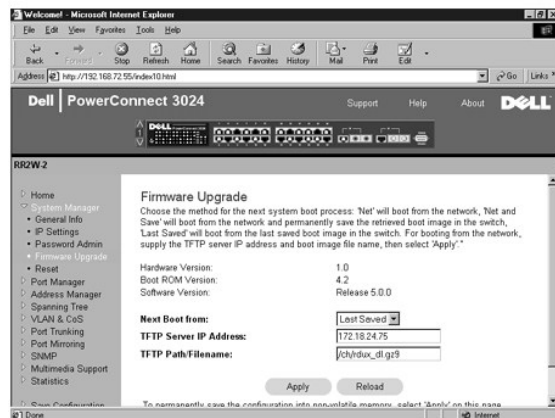 Welcome! - Microsoft Internet Explorer
File Edit View Favorites Tools Help
Back Forward Stop Refresh Home Search Favorites History Mail Print Edit
Address http://192.168.72.55/index10.html Go Links »
Dell | PowerConnect 3024 Support Help About DELL
DELL
RR2W-2
Home
System Manager
• General Info
• IP Settings
• Password Admin
• Firmware Upgrade
• Reset
Port Manager
Address Manager
Spanning Tree
VLAN & CoS
Port Trunking
Port Mirroring
SNMP
Multimedia Support
Statistics
Save Configuration
Firmware Upgrade
Choose the method for the next system boot process: 'Net' will boot from the network, 'Net and
Save' will boot from the network and permanently save the retrieved boot image in the switch,
'Last Saved' will boot from the last saved boot image in the switch. For booting from the network,
supply the TFTP server IP address and boot image file name, then select 'Apply'."
Hardware Version: 1.0
Boot ROM Version: 4.2
Software Version: Release 5.0.0
Next Boot from: Last Saved
TFTP Server IP Address: 172.18.24.75
TFTP Path/Filename: /ch/rdux_dl.gz9
Apply Reload
To permanently save the configuration into non-volatile memory, select 'Apply' on this page
Done Internet